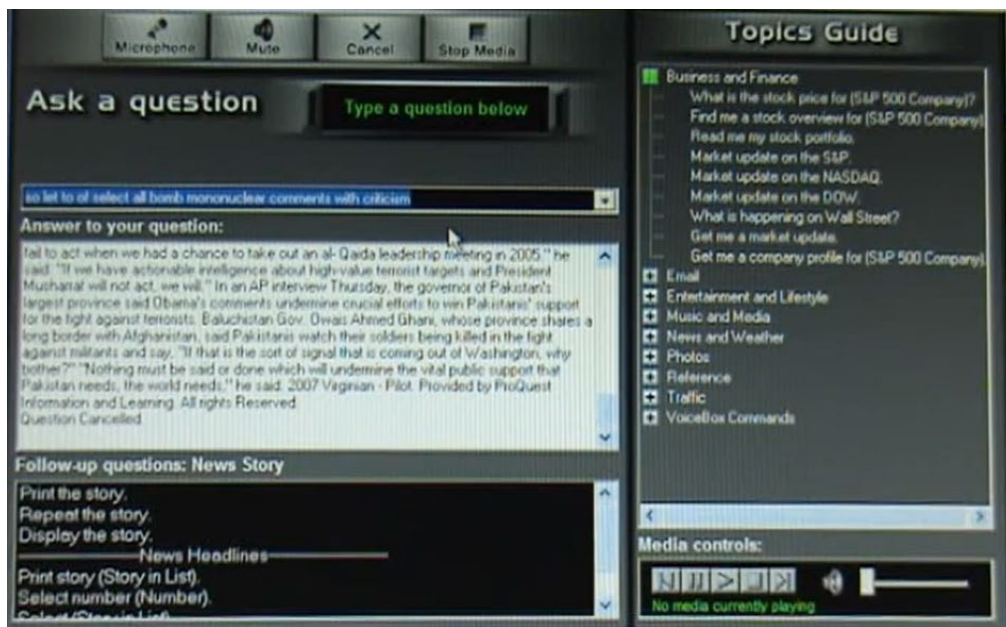 Microphone
Mute
Cancel
Stop Media
Ask a question
Type a question below
so let to of select all bomb mononuclear comments with criticism
Answer to your question:
fail to act when we had a chance to take out an al- Qaida leadership meeting in 2005," he
said. "If we have actionable intelligence about high-value terrorist targets and President
Musharraf will not act, we will." In an AP interview Thursday, the governor of Pakistan's
largest province said Obama's comments undermine crucial efforts to win Pakistanis' support
for the fight against terrorists. Baluchistan Gov. Owais Ahmed Ghani, whose province shares a
long border with Afghanistan, said Pakistanis watch their soldiers being killed in the fight
against militants and say, "If that is the sort of signal that is coming out of Washington, why
bother?" "Nothing must be said or done which will undermine the vital public support that
Pakistan needs, the world needs," he said. 2007 Virginian - Pilot. Provided by ProQuest
Information and Learning. All rights Reserved.
Question Cancelled
Follow-up questions: News Story
Print the story.
Repeat the story.
Display the story.
News Headlines
Print story (Story in List).
Select number (Number).
Select (Story in List).
Topics Guide
Business and Finance
What is the stock price for (S&P 500 Company)?
Find me a stock overview for (S&P 500 Company)
Read me my stock portfolio.
Market update on the S&P.
Market update on the NASDAQ.
Market update on the DOW.
What is happening on Wall Street?
Get me a market update.
Get me a company profile for (S&P 500 Company)
Email
Entertainment and Lifestyle
Music and Media
News and Weather
Photos
Reference
Traffic
VoiceBox Commands
Media controls:
No media currently playing